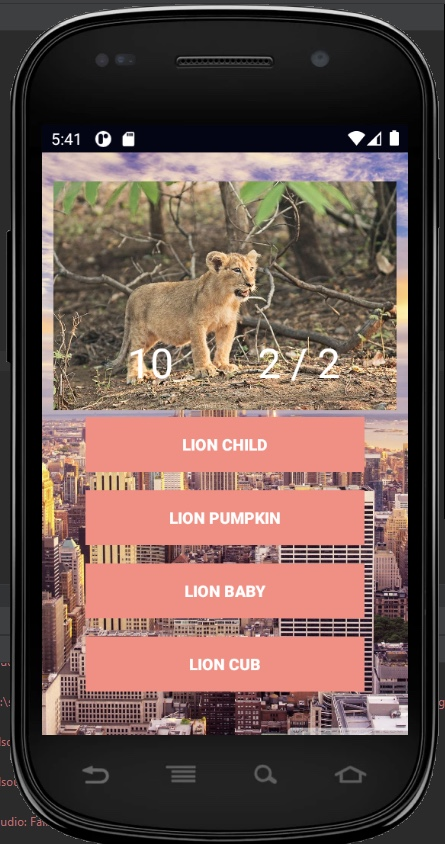 5:41
10 2 / 2
LION CHILD
LION PUMPKIN
LION BABY
LION CUB